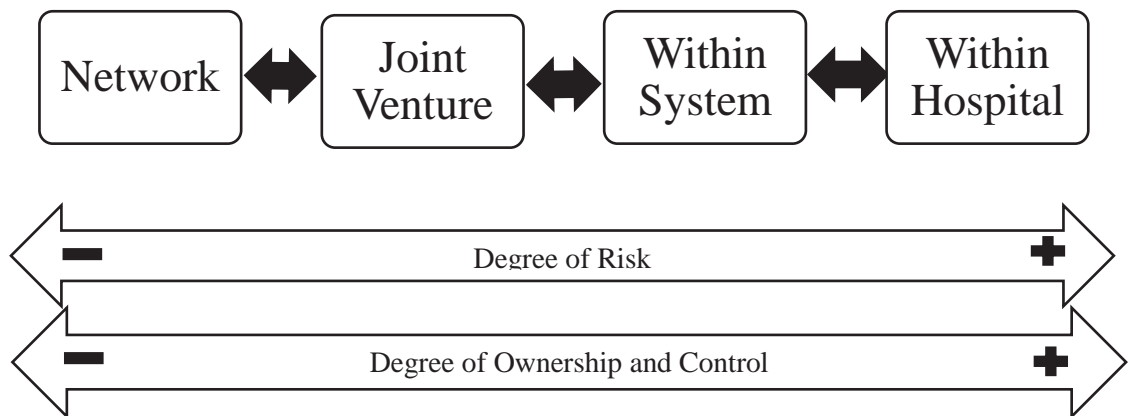 Network
Joint
Venture
Within
System
Within
Hospital
Degree of Risk
Degree of Ownership and Control